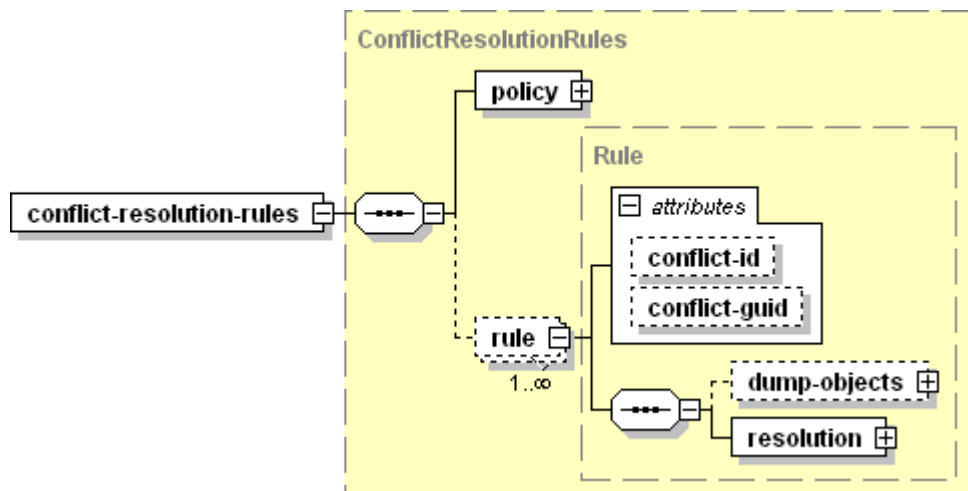 ConflictResolutionRules
policy
Rule
attributes
conflict-resolution-rules
conflict-id
conflict-guid
rule
1..∞
dump-objects
resolution